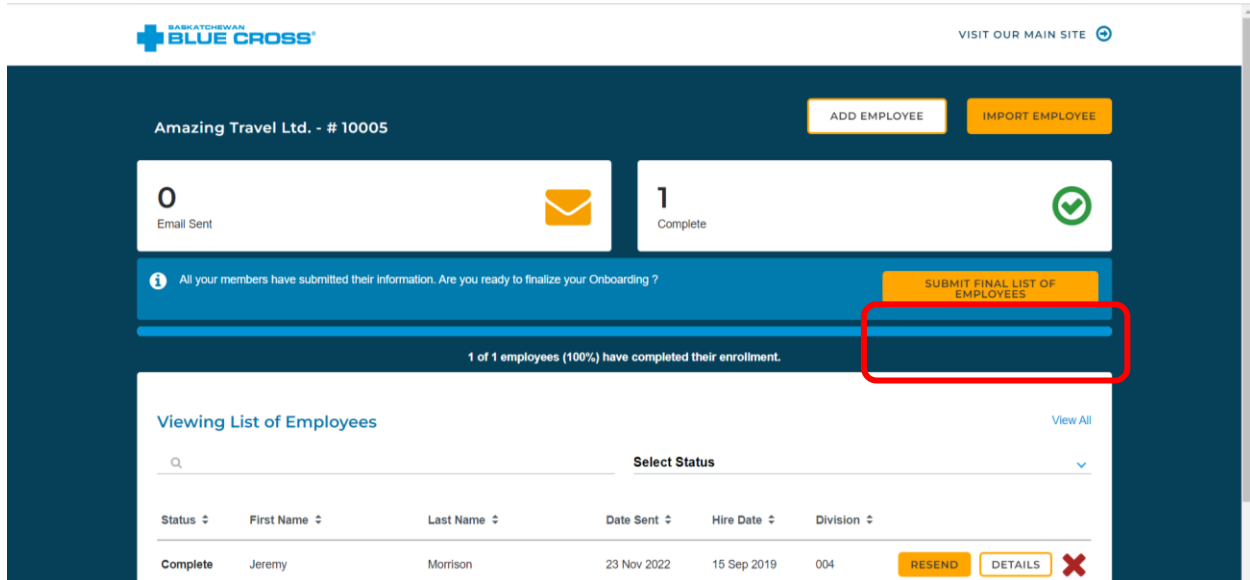 SASKATCHEWAN
BLUE CROSS®
VISIT OUR MAIN SITE
Amazing Travel Ltd. - # 10005
ADD EMPLOYEE
IMPORT EMPLOYEE
0
Email Sent
1
Complete
All your members have submitted their information. Are you ready to finalize your Onboarding ?
SUBMIT FINAL LIST OF
EMPLOYEES
1 of 1 employees (100%) have completed their enrollment.
Viewing List of Employees
View All
Select Status
Status First Name Last Name Date Sent Hire Date Division
Complete Jeremy Morrison 23 Nov 2022 15 Sep 2019 004 RESEND DETAILS